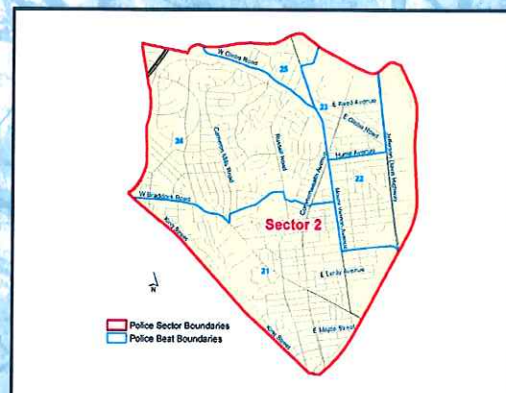 W Glebe Road
25
23
E Reed Avenue
E Glebe Road
24
Cameron Mills Road
Russell Road
Commonwealth Avenue
Hume Avenue
Jefferson Davis Highway
22
W Braddock Road
King Street
Mount Vernon Avenue
Sector 2
21
E Luray Avenue
N
King Street
E Maple Street
Police Sector Boundaries
Police Beat Boundaries